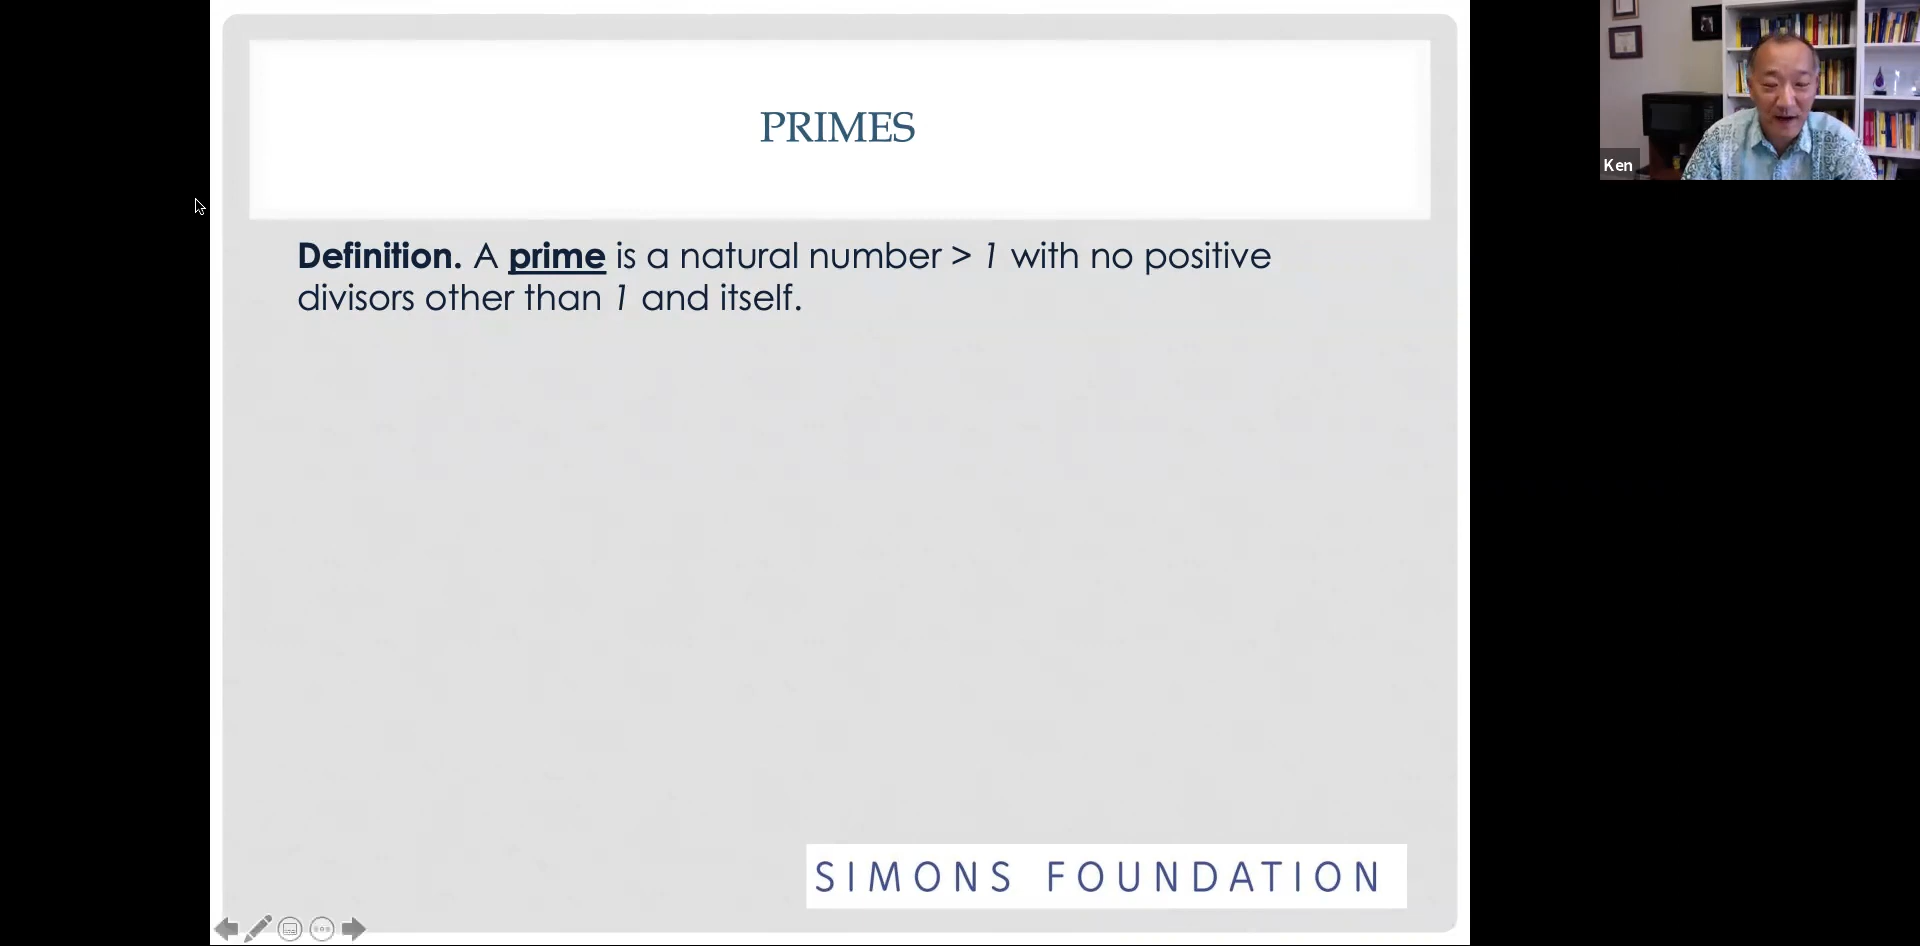 PRIMES
Definition. A prime is a natural number > 1 with no positive
divisors other than 1 and itself.
SIMONS FOUNDATION
Ken